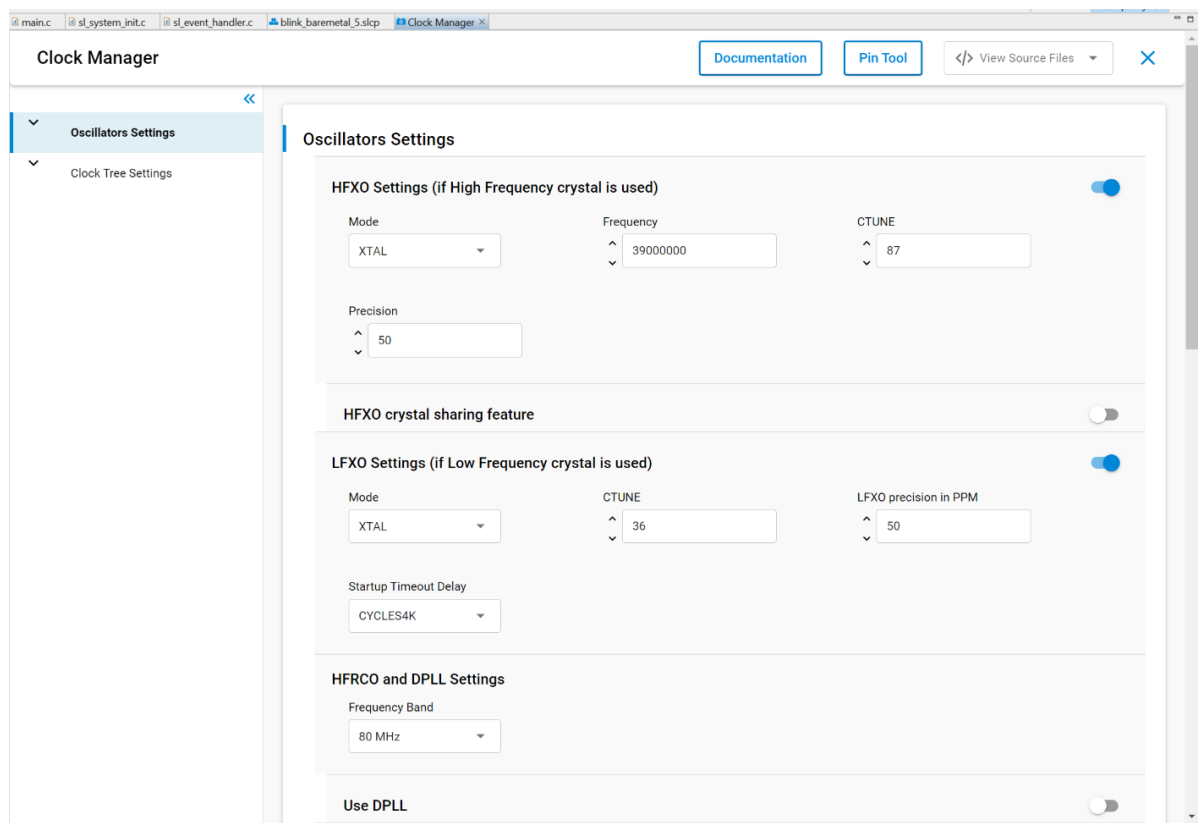 main.c sl_system_init.c sl_event_handler.c blink_baremetal_5.slcp Clock Manager
Clock Manager Documentation Pin Tool </> View Source Files
Oscillators Settings
Clock Tree Settings
Oscillators Settings
HFXO Settings (if High Frequency crystal is used)
Mode Frequency CTUNE
XTAL 39000000 87
Precision
50
HFXO crystal sharing feature
LFXO Settings (if Low Frequency crystal is used)
Mode CTUNE LFXO precision in PPM
XTAL 36 50
Startup Timeout Delay
CYCLES4K
HFRCO and DPLL Settings
Frequency Band
80 MHz
Use DPLL